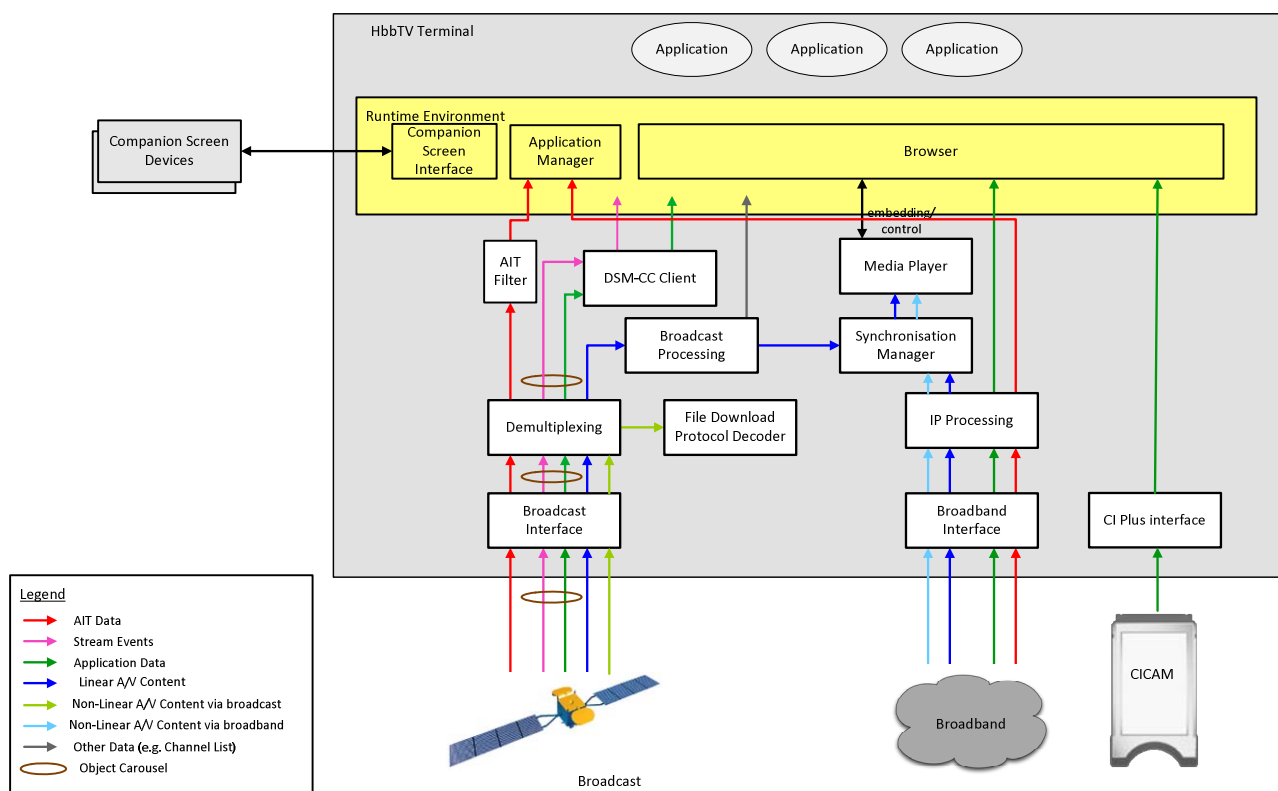 HbbTV Terminal
Application
Application
Application
Runtime Environment
Companion Screen
Devices
Companion
Screen
Interface
Application
Manager
Browser
embedding/
control
AIT
Filter
DSM-CC Client
Media Player
Broadcast
Processing
Synchronisation
Manager
Demultiplexing
File Download
Protocol Decoder
IP Processing
Broadcast
Interface
Broadband
Interface
CI Plus interface
Legend
AIT Data
Stream Events
Application Data
Linear A/V Content
Non-Linear A/V Content via broadcast
Non-Linear A/V Content via broadband
Other Data (e.g. Channel List)
Object Carousel
Broadcast
Broadband
CICAM